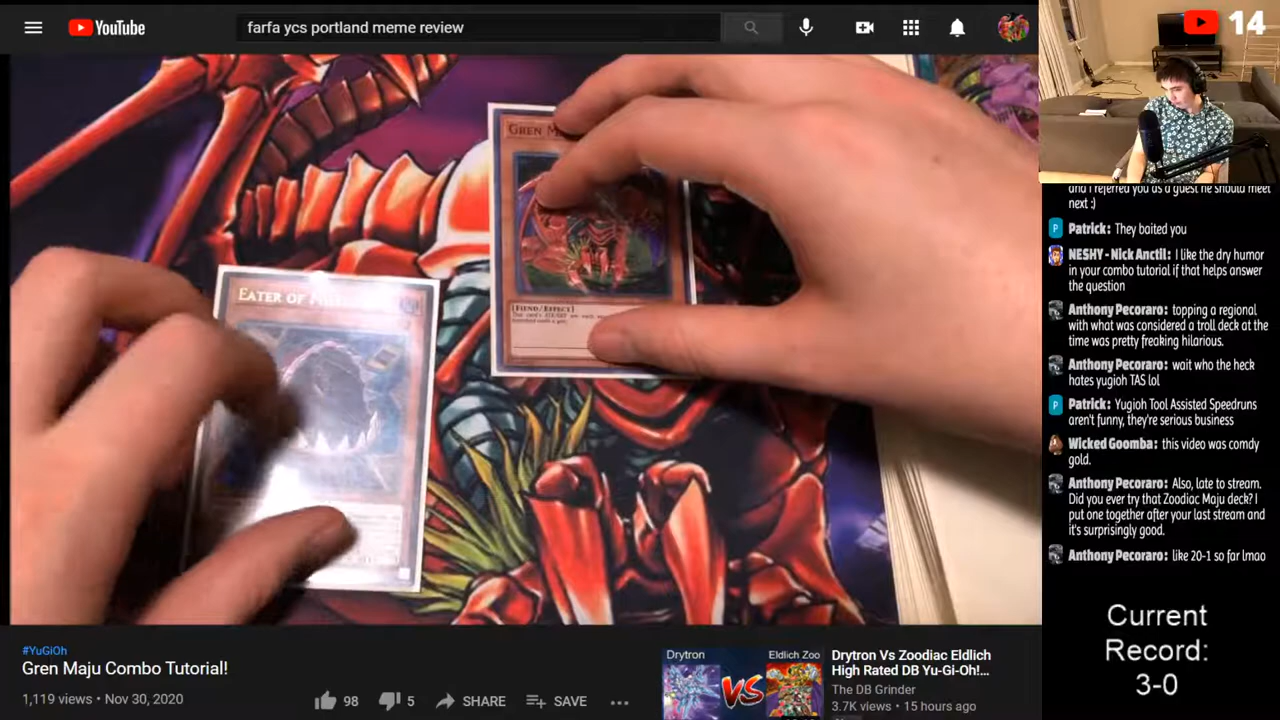 YouTube
farfa ycs portland meme review
14
and I referred you as a guest he should meet
next :)
Patrick: They baited you
NESHY - Nick Anctil: I like the dry humor
in your combo tutorial if that helps answer
the question
Anthony Pecoraro: topping a regional
with what was considered a troll deck at the
time was pretty freaking hilarious.
Anthony Pecoraro: wait who the heck
hates yugioh TAS lol
Patrick: Yugioh Tool Assisted Speedruns
aren't funny, they're serious business
Wicked Goomba: this video was comdy
gold.
Anthony Pecoraro: Also, late to stream.
Did you ever try that Zoodiac Maju deck? I
put one together after your last stream and
it's surprisingly good.
Anthony Pecoraro: like 20-1 so far lmao
Current
Record:
3-0
GREN
[FIEND/EFFECT]
EATER OF
#YuGiOh
Gren Maju Combo Tutorial!
1,119 views • Nov 30, 2020
98
5
SHARE
SAVE
Drytron
Eldlich Zoo
VS
Drytron Vs Zoodiac Eldlich
High Rated DB Yu-Gi-Oh!...
The DB Grinder
3.7K views • 15 hours ago